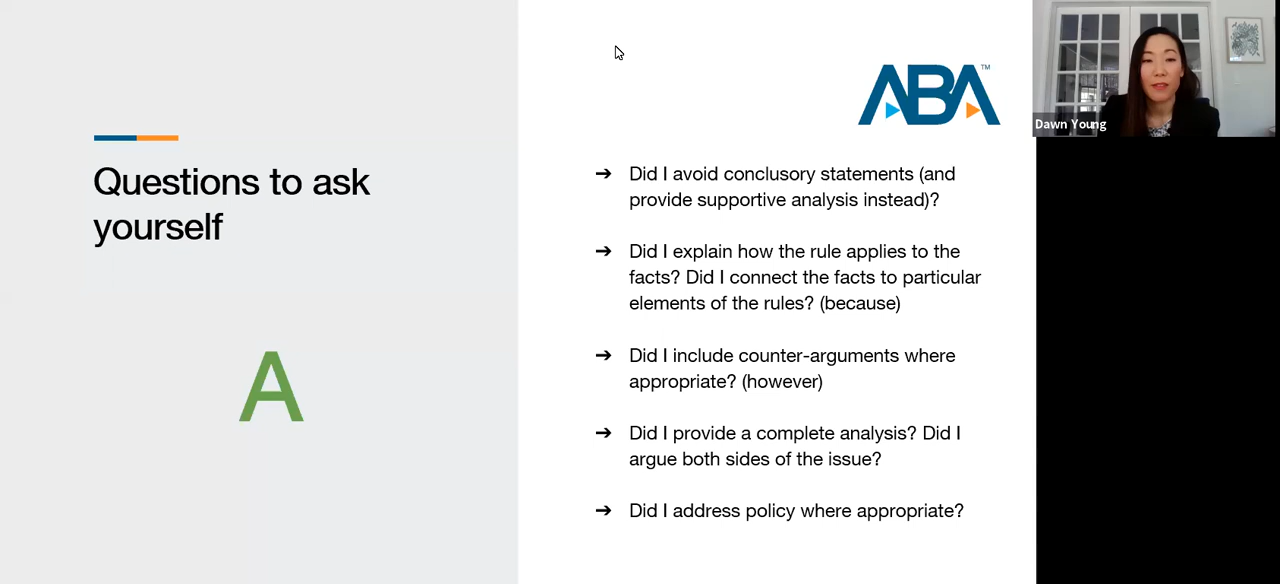 Questions to ask
yourself
A
ABA™
➔ Did I avoid conclusory statements (and
provide supportive analysis instead)?
➔ Did I explain how the rule applies to the
facts? Did I connect the facts to particular
elements of the rules? (because)
➔ Did I include counter-arguments where
appropriate? (however)
➔ Did I provide a complete analysis? Did I
argue both sides of the issue?
➔ Did I address policy where appropriate?
Dawn Young